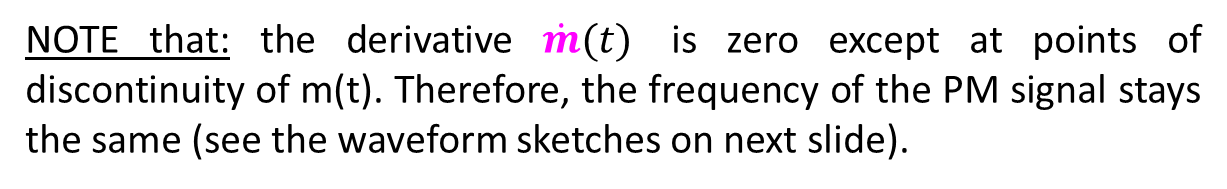 NOTE that: the derivative ṁ(t) is zero except at points of
discontinuity of m(t). Therefore, the frequency of the PM signal stays
the same (see the waveform sketches on next slide).